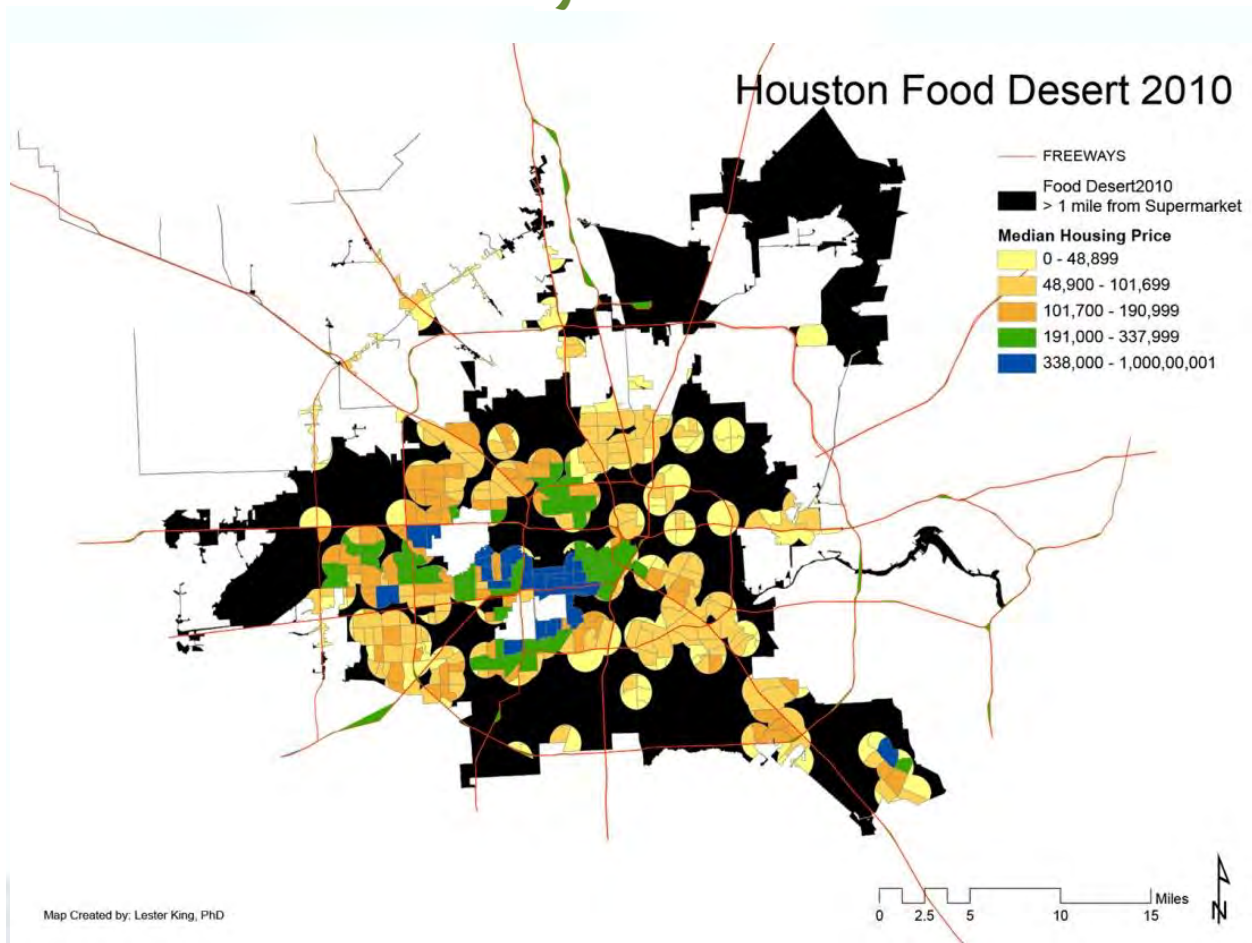 Houston Food Desert 2010
FREEWAYS
Food Desert2010
> 1 mile from Supermarket
Median Housing Price
0 - 48,899
48,900 - 101,699
101,700 - 190,999
191,000 - 337,999
338,000 - 1,000,00,001
Miles
0 2.5 5 10 15
N
Map Created by: Lester King, PhD